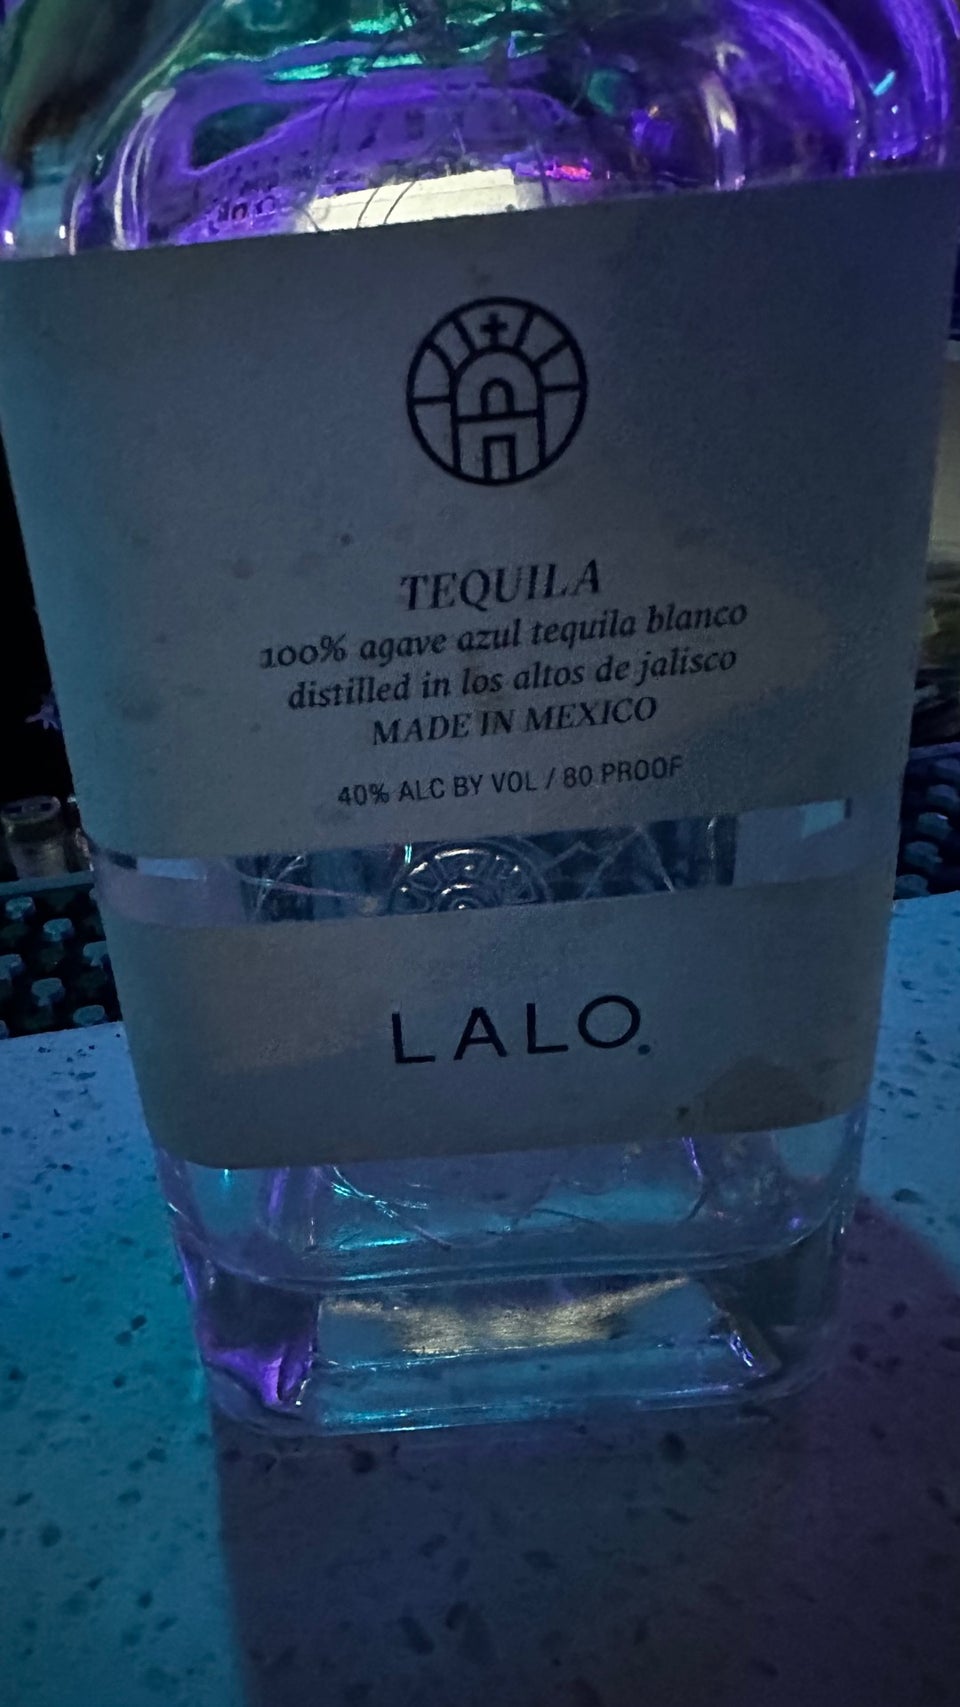 TEQUILA
100% agave azul tequila blanco
distilled in los altos de jalisco
MADE IN MEXICO
40% ALC BY VOL / 80 PROOF
LALO.